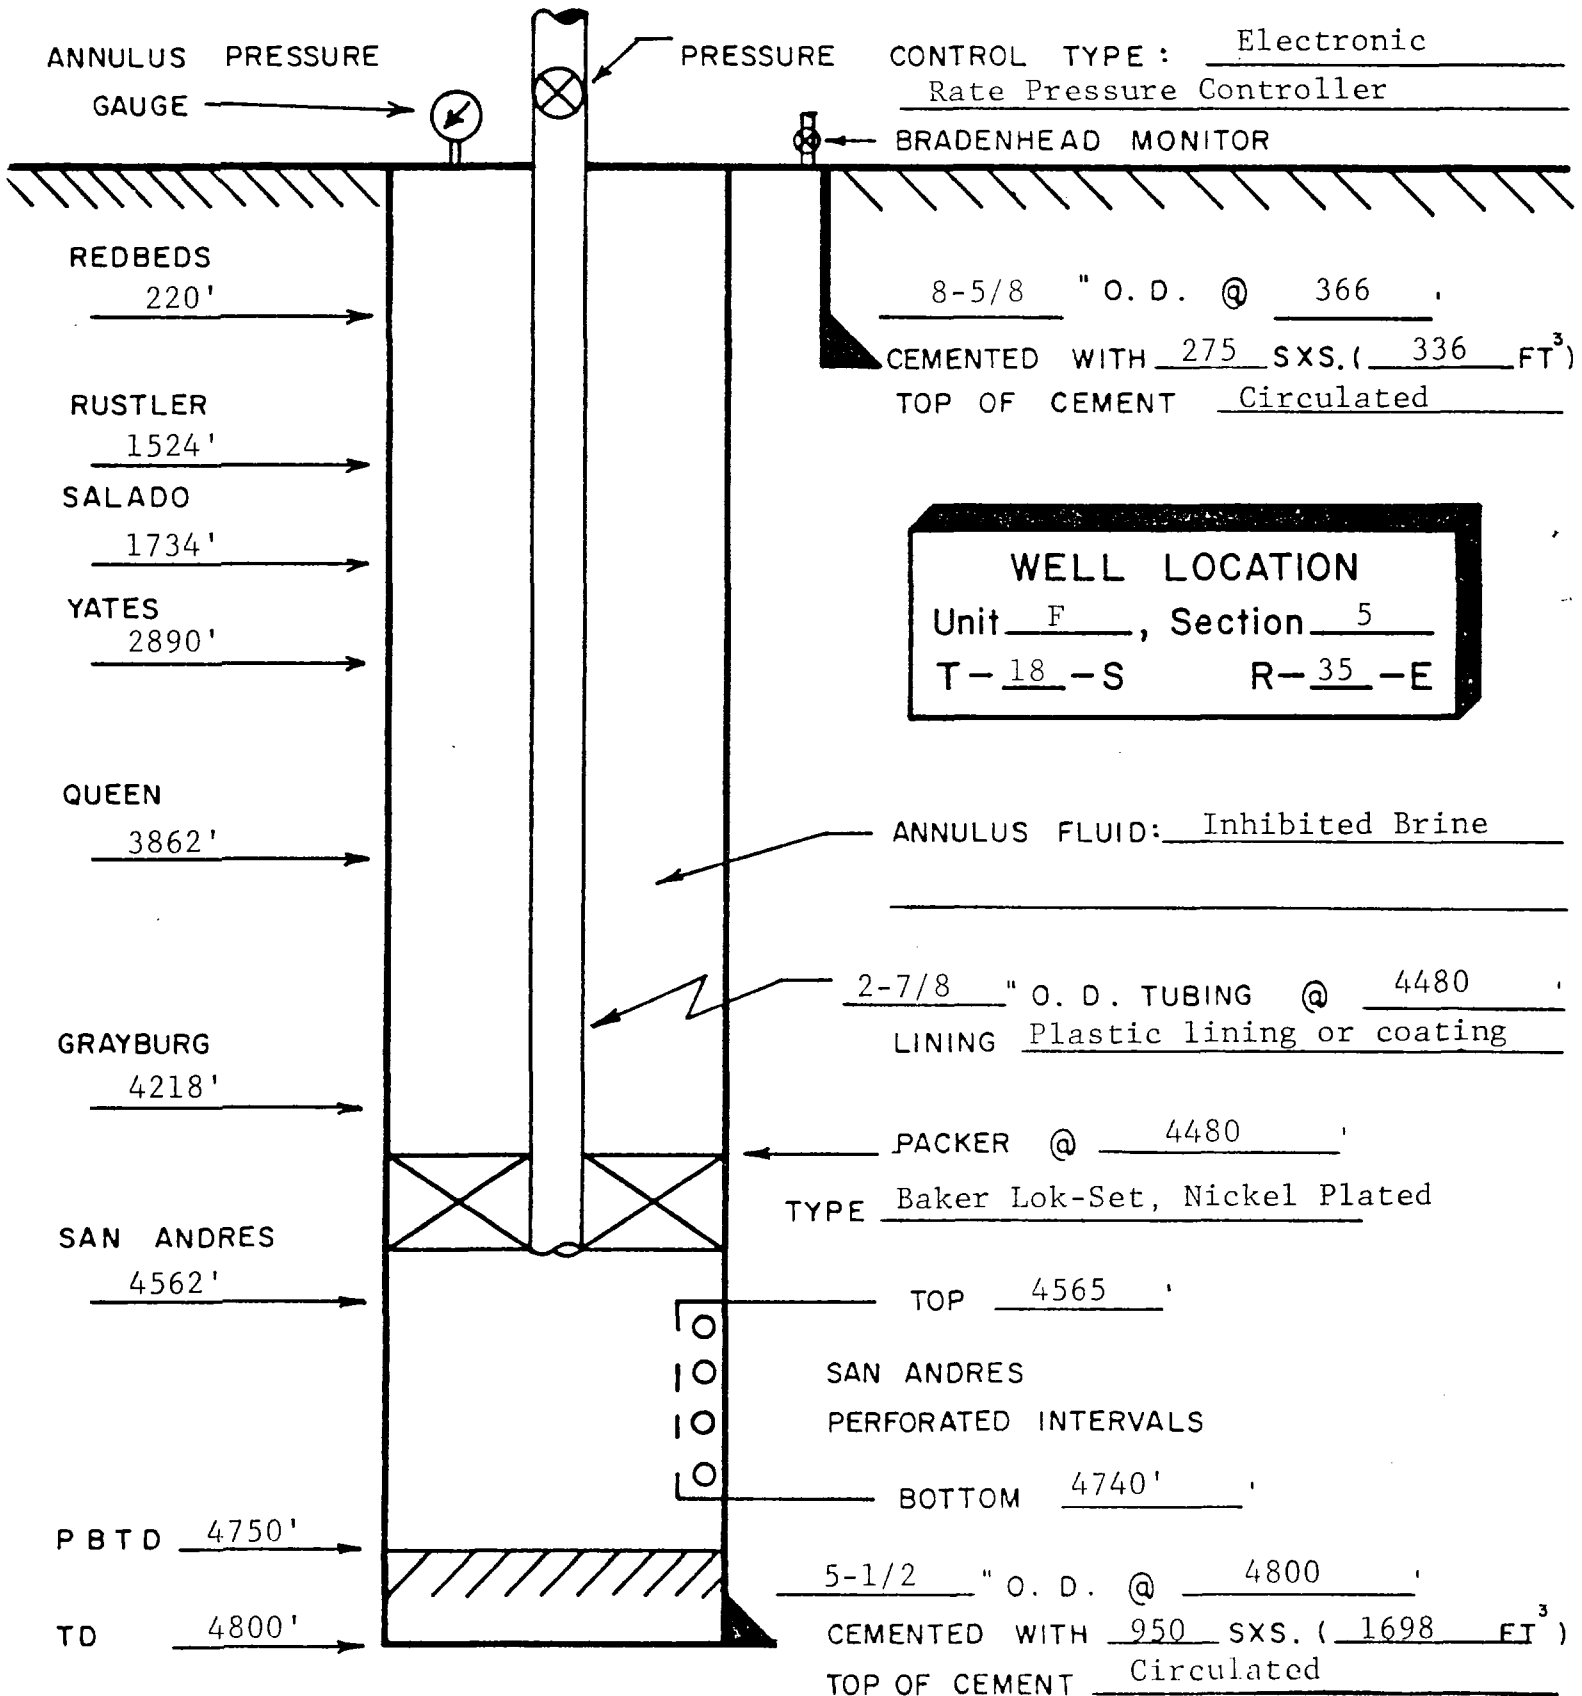 ANNULUS PRESSURE
GAUGE
PRESSURE CONTROL TYPE: Electronic
Rate Pressure Controller
BRADENHEAD MONITOR
REDBEDS
220'
8-5/8 " O. D. @ 366 '
CEMENTED WITH 275 SXS. ( 336 FT³)
TOP OF CEMENT Circulated
RUSTLER
1524'
SALADO
1734'
YATES
2890'
WELL LOCATION
Unit F, Section 5
T-18-S R-35-E
QUEEN
3862'
ANNULUS FLUID: Inhibited Brine
2-7/8 " O. D. TUBING @ 4480 '
LINING Plastic lining or coating
GRAYBURG
4218'
PACKER @ 4480 '
TYPE Baker Lok-Set, Nickel Plated
SAN ANDRES
4562'
TOP 4565 '
SAN ANDRES
PERFORATED INTERVALS
BOTTOM 4740' '
PBTD 4750'
5-1/2 " O. D. @ 4800 '
TD 4800'
CEMENTED WITH 950 SXS. ( 1698 FT³)
TOP OF CEMENT Circulated